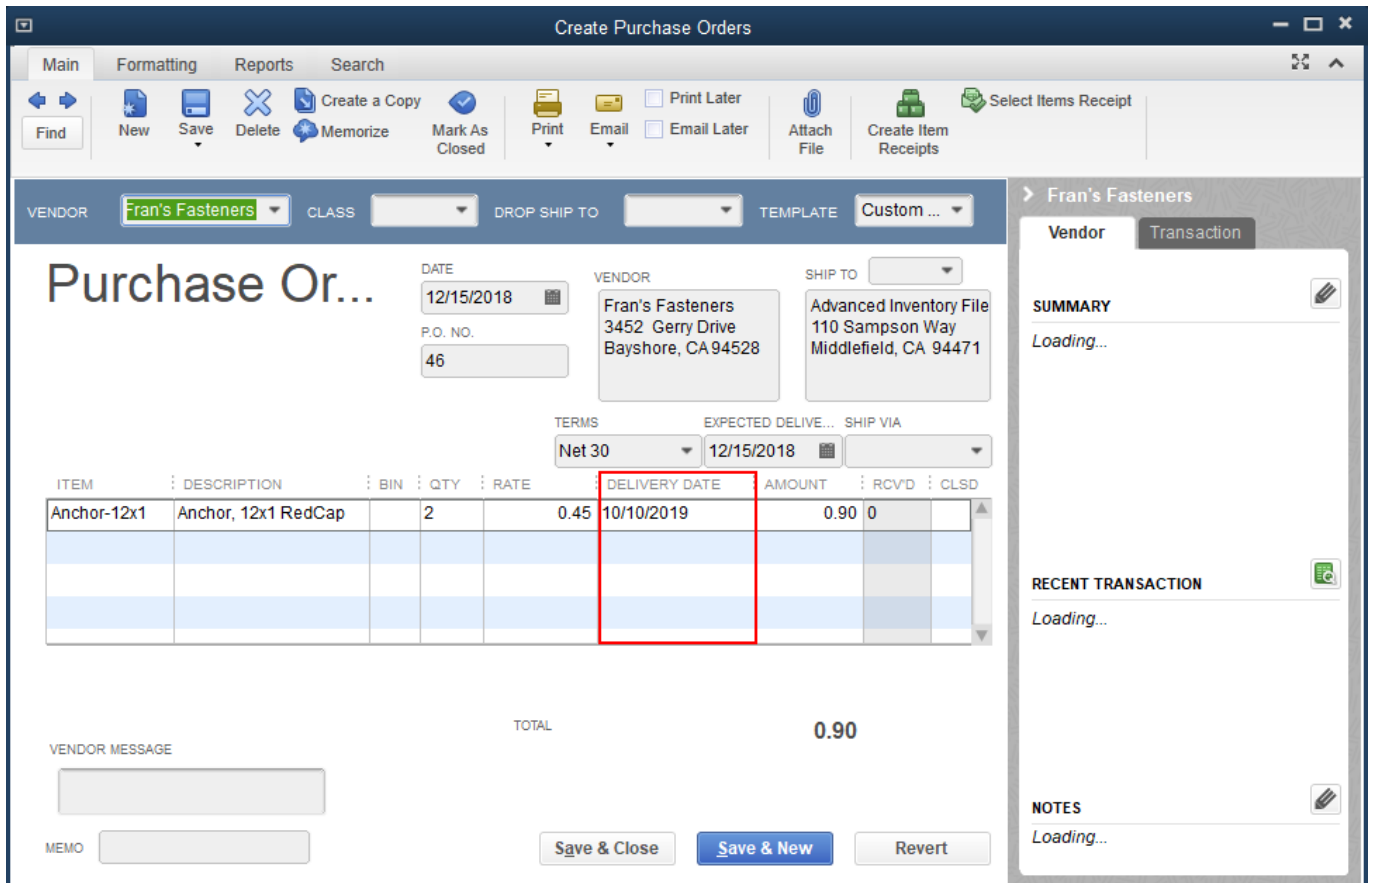 Create Purchase Orders
Main Formatting Reports Search
Find New Save Delete Create a Copy Memorize Mark As Closed Print Email Print Later Email Later Attach File Create Item Receipts Select Items Receipt
VENDOR Fran's Fasteners CLASS DROP SHIP TO TEMPLATE Custom ...
Purchase Or...
DATE
12/15/2018
P.O. NO.
46
VENDOR
Fran's Fasteners
3452 Gerry Drive
Bayshore, CA 94528
SHIP TO
Advanced Inventory File
110 Sampson Way
Middlefield, CA 94471
TERMS EXPECTED DELIVE... SHIP VIA
Net 30 12/15/2018
ITEM DESCRIPTION BIN QTY RATE DELIVERY DATE AMOUNT RCV'D CLSD
Anchor-12x1 Anchor, 12x1 RedCap 2 0.45 10/10/2019 0.90 0
TOTAL 0.90
VENDOR MESSAGE
MEMO
Save & Close Save & New Revert
Fran's Fasteners
Vendor Transaction
SUMMARY
Loading...
RECENT TRANSACTION
Loading...
NOTES
Loading...